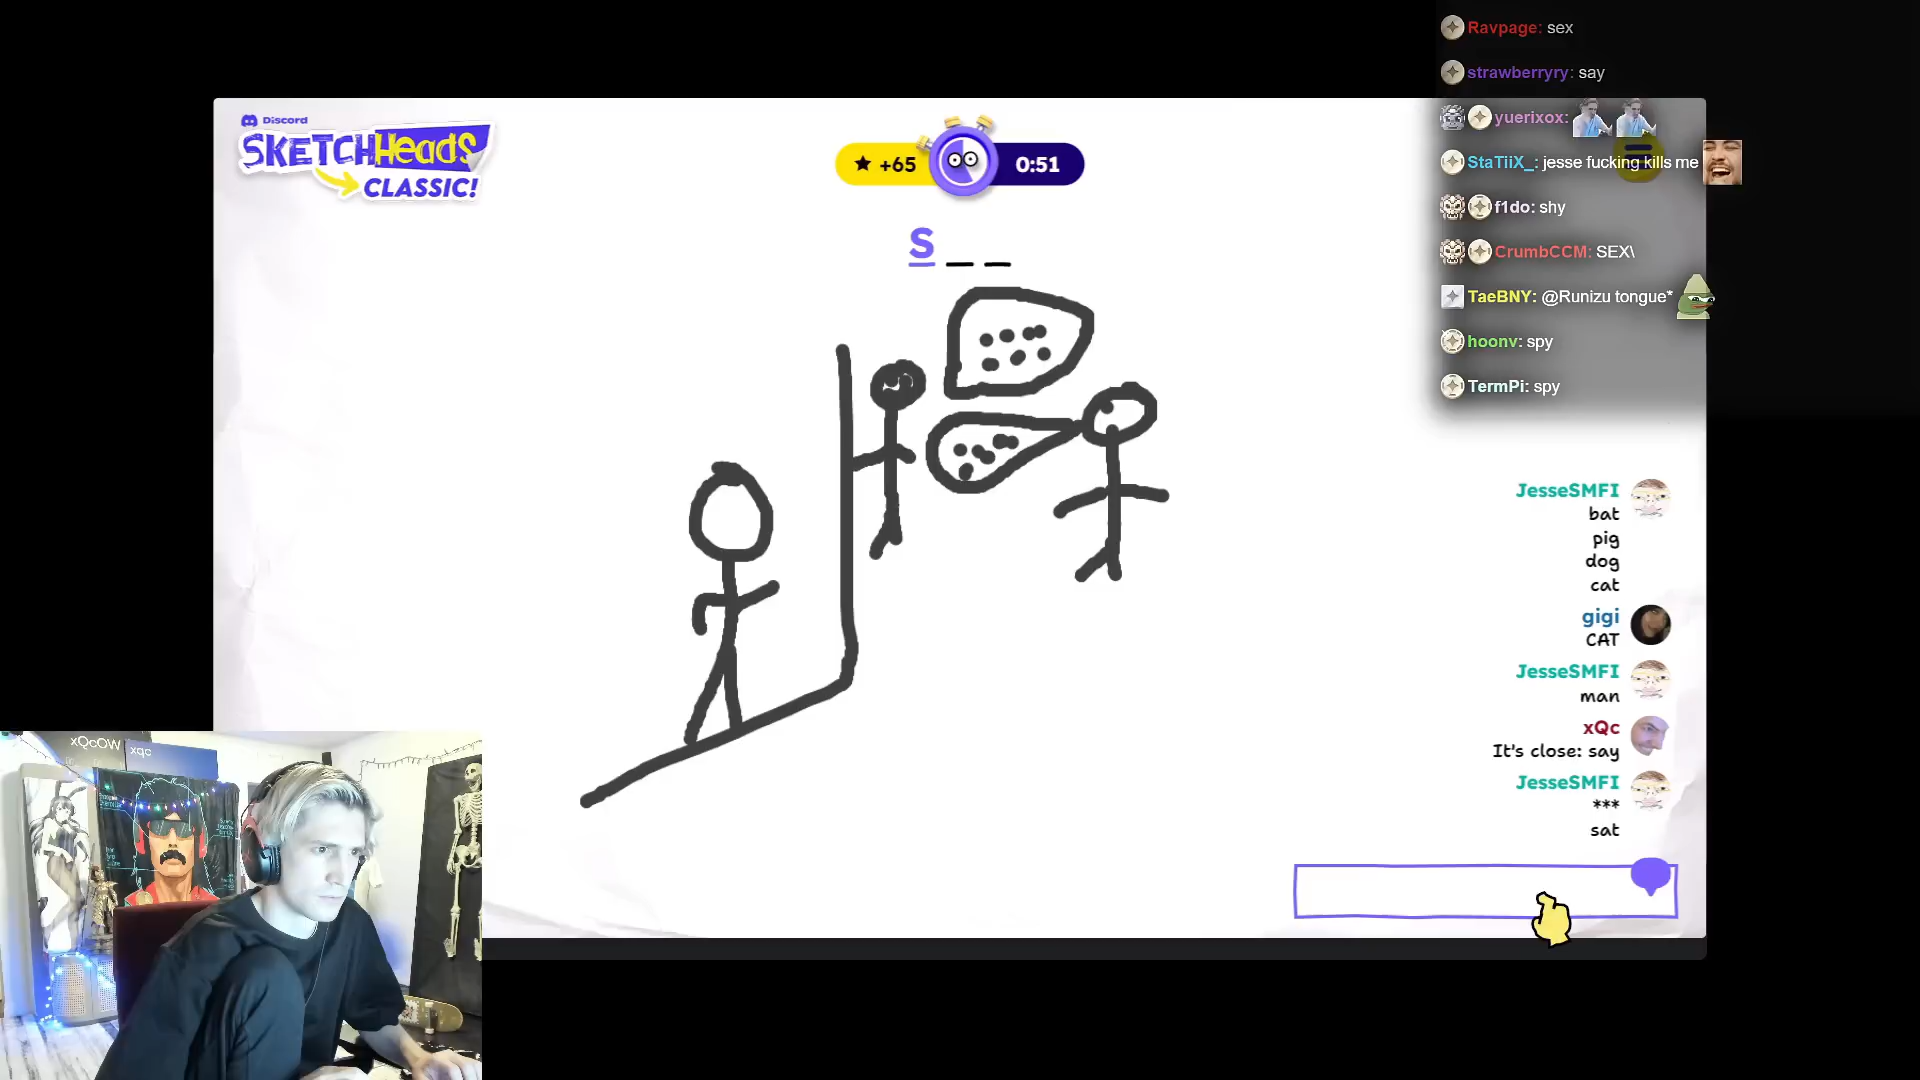 Discord
SKETCHHeadS
CLASSIC!
+65
0:51
S _ _
Ravpage: sex
strawberryry: say
yuerixox:
StaTiiX_: jesse fucking kills me
f1do: shy
CrumbCCM: SEX\
TaeBNY: @Runizu tongue*
hoonv: spy
TermPi: spy
JesseSMFI
bat
pig
dog
cat
gigi
CAT
JesseSMFI
man
xQc
It's close: say
JesseSMFI
***
sat
xQcOW
xqc